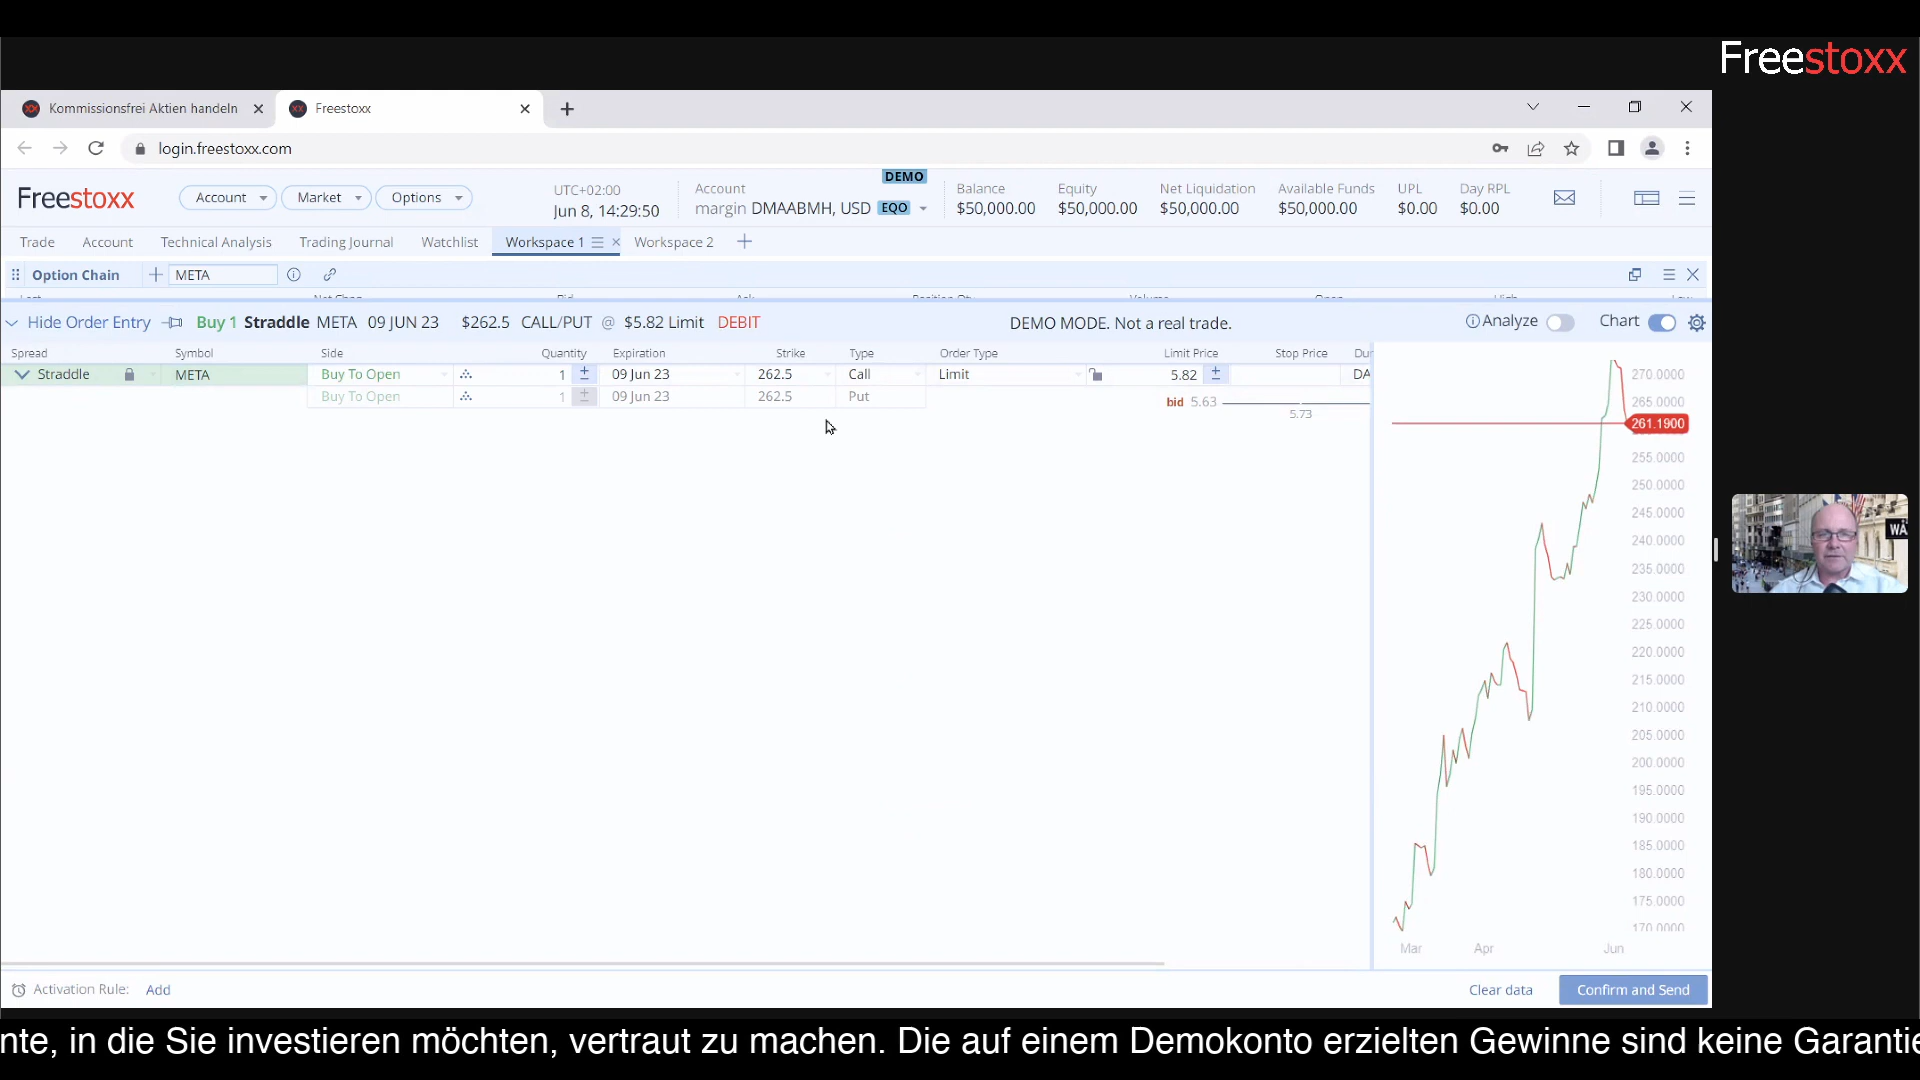 Freestoxx
Kommissionsfrei Aktien handeln
Freestoxx
login.freestoxx.com
Freestoxx
Account
Market
Options
UTC+02:00
Jun 8, 14:29:50
Account
DEMO
margin DMAABMH, USD EQO
Balance
$50,000.00
Equity
$50,000.00
Net Liquidation
$50,000.00
Available Funds
$50,000.00
UPL
$0.00
Day RPL
$0.00
Trade Account Technical Analysis Trading Journal Watchlist Workspace 1 Workspace 2
Option Chain META
Hide Order Entry Buy 1 Straddle META 09 JUN 23 $262.5 CALL/PUT @ $5.82 Limit DEBIT DEMO MODE. Not a real trade. Analyze Chart
Spread Symbol Side Quantity Expiration Strike Type Order Type Limit Price Stop Price Dur
Straddle META Buy To Open 1 09 Jun 23 262.5 Call Limit 5.82 DA
Buy To Open 1 09 Jun 23 262.5 Put bid 5.63
5.73
270.0000
265.0000
261.1900
255.0000
250.0000
245.0000
240.0000
235.0000
230.0000
225.0000
220.0000
215.0000
210.0000
205.0000
200.0000
195.0000
190.0000
185.0000
180.0000
175.0000
170.0000
Mar Apr Jun
WA
Activation Rule: Add Clear data Confirm and Send
nte, in die Sie investieren möchten, vertraut zu machen. Die auf einem Demokonto erzielten Gewinne sind keine Garantie